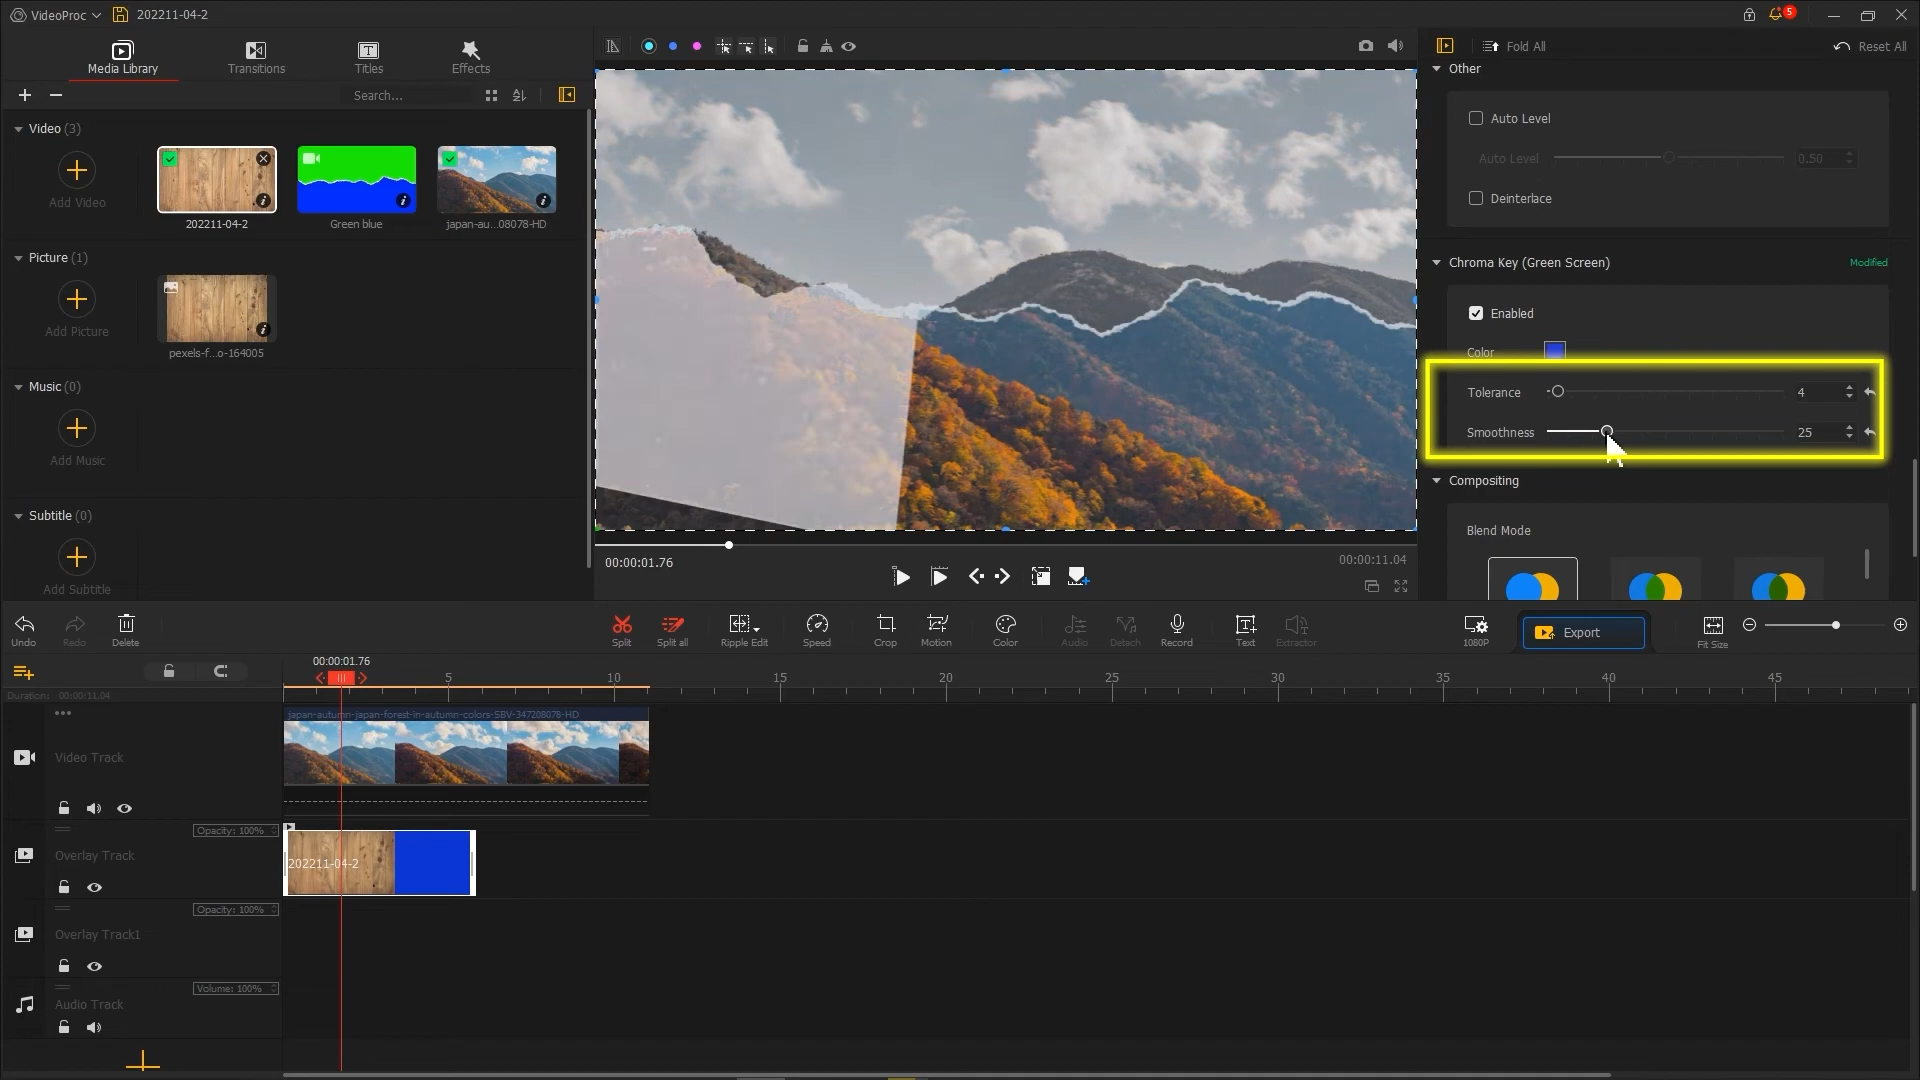 VideoProc
202211-04-2
5
Media Library
Transitions
Titles
Effects
Fold All
Reset All
Search...
Other
Video (3)
Auto Level
Auto Level
0.50
Deinterlace
Add Video
202211-04-2
Green blue
japan-au...08078-HD
Picture (1)
Chroma Key (Green Screen)
Modified
Enabled
Add Picture
pexels-f...o-164005
Color
Tolerance
4
Music (0)
Smoothness
25
Add Music
Compositing
Subtitle (0)
Blend Mode
Add Subtitle
00:00:01.76
00:00:11.04
Undo
Redo
Delete
Split
Split all
Ripple Edit
Speed
Crop
Motion
Color
Audio
Detach
Record
Text
Extractor
1080P
Export
Fit Size
00:00:01.76
5
10
15
20
25
30
35
40
45
Duration: 00:00:11.04
japan-autumn-japan-forest-in-autumn-colors-SBV-347208078-HD
Video Track
Opacity: 100%
Overlay Track
202211-04-2
Opacity: 100%
Overlay Track1
Volume: 100%
Audio Track